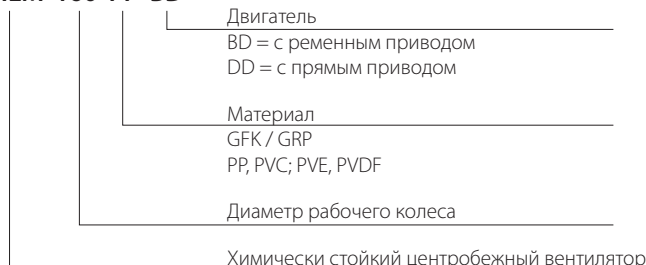 Двигатель
BD = с ременным приводом
DD = с прямым приводом
Материал
GFK / GRP
PP, PVC; PVE, PVDF
Диаметр рабочего колеса
Химически стойкий центробежный вентилятор